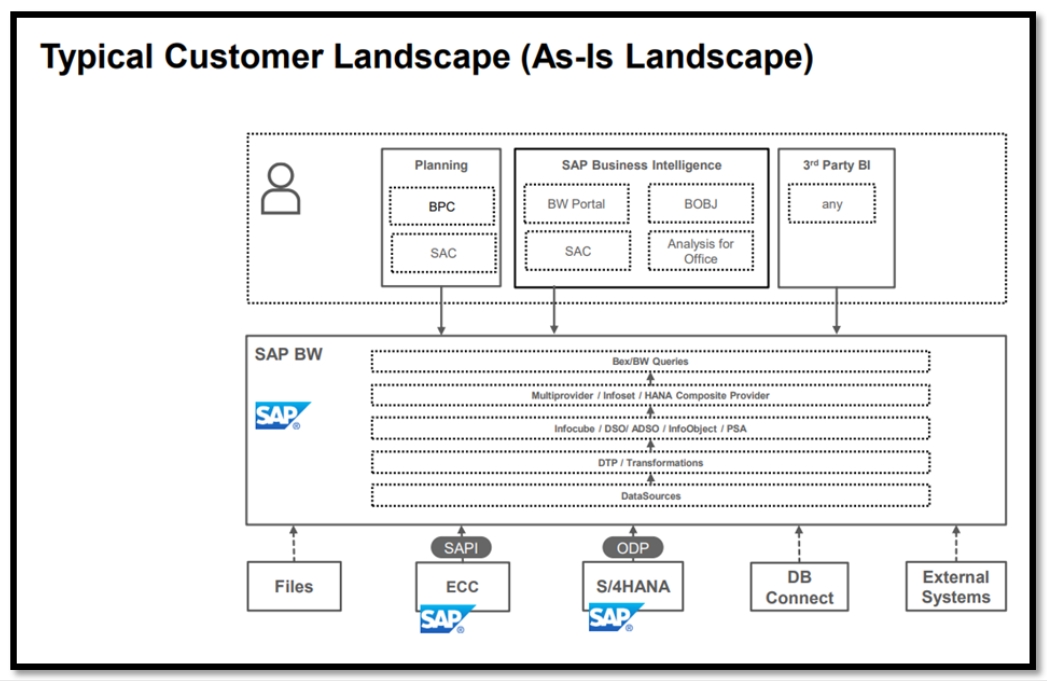 Typical Customer Landscape (As-Is Landscape)
Planning
BPC
SAC
SAP Business Intelligence
BW Portal
BOBJ
SAC
Analysis for
Office
3rd Party BI
any
SAP BW
SAP®
Bex/BW Queries
Multiprovider / Infoset / HANA Composite Provider
Infocube / DSO/ ADSO / InfoObject / PSA
DTP / Transformations
DataSources
SAPI
ODP
Files
ECC
SAP®
S/4HANA
SAP®
DB
Connect
External
Systems